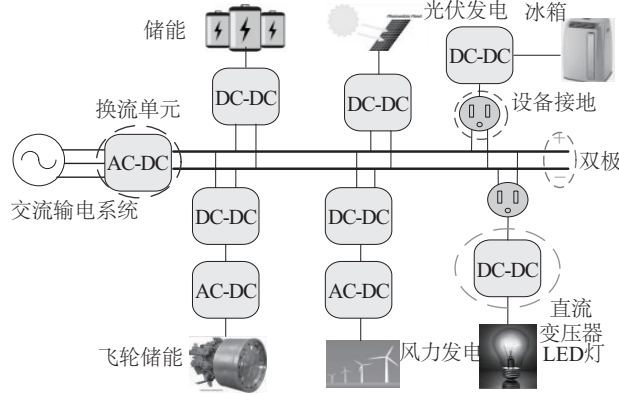 储能
Photovoltaic Panel
光伏发电
冰箱
DC-DC
DC-DC
DC-DC
设备接地
换流单元
AC-DC
+
−
双极
交流输电系统
DC-DC
DC-DC
DC-DC
AC-DC
AC-DC
直流
变压器
LED灯
飞轮储能
风力发电